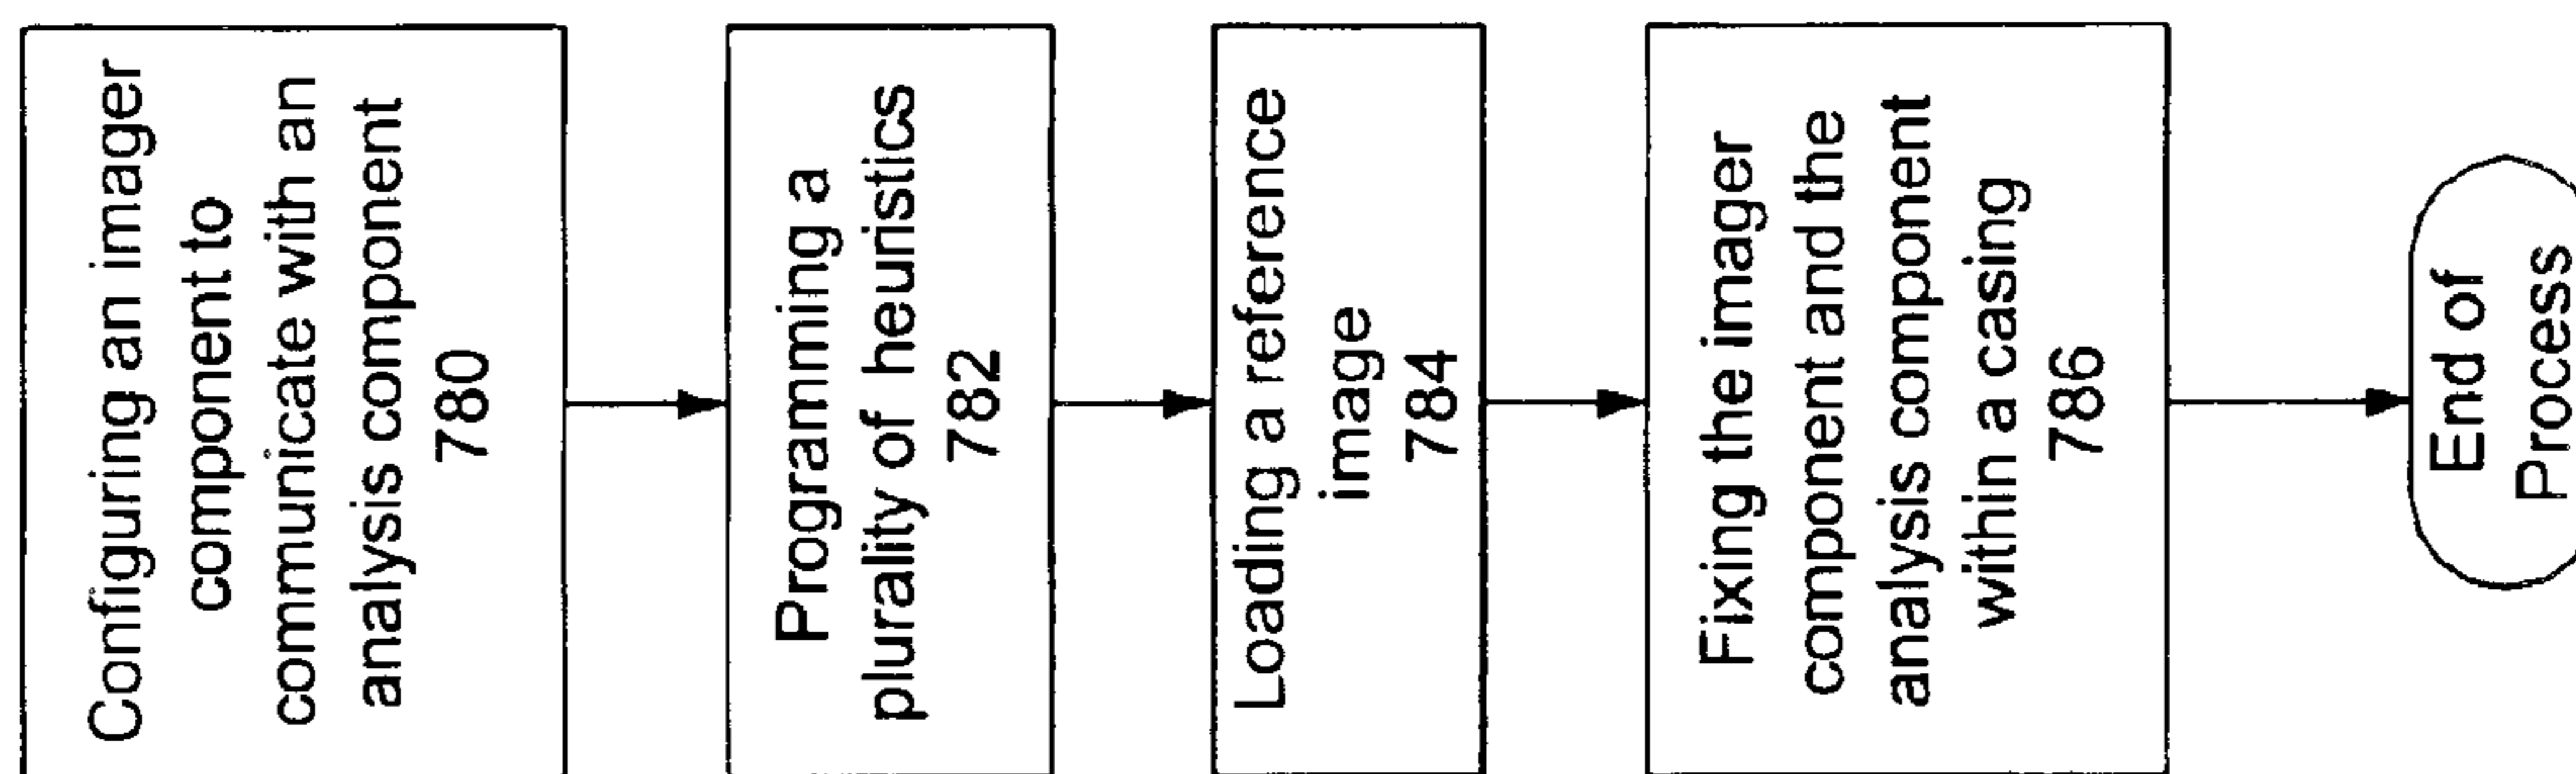 Configuring an imager
component to
communicate with an
analysis component
780
Programming a
plurality of heuristics
782
Loading a reference
image
784
Fixing the imager
component and the
analysis component
within a casing
786
End of
Process